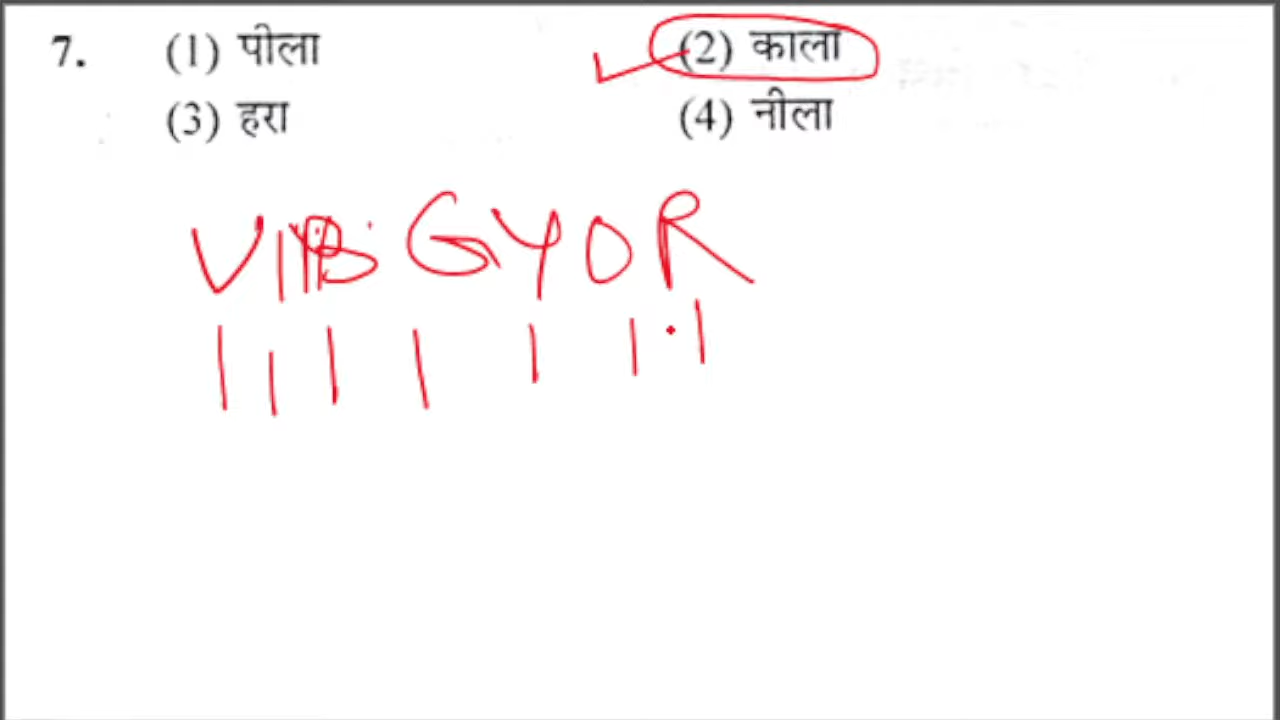 7. (1) पीला (2) काला
(3) हरा (4) नीला
VIBGYOR